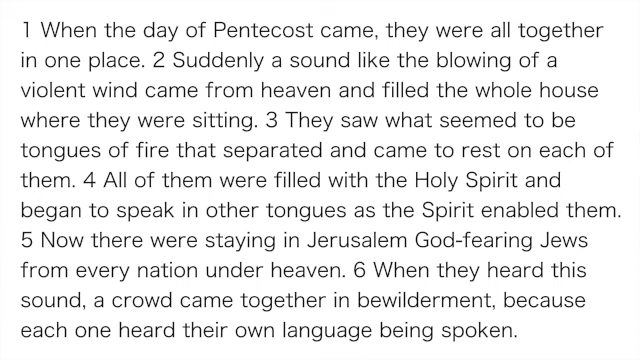 1 When the day of Pentecost came, they were all together
in one place. 2 Suddenly a sound like the blowing of a
violent wind came from heaven and filled the whole house
where they were sitting. 3 They saw what seemed to be
tongues of fire that separated and came to rest on each of
them. 4 All of them were filled with the Holy Spirit and
began to speak in other tongues as the Spirit enabled them.
5 Now there were staying in Jerusalem God-fearing Jews
from every nation under heaven. 6 When they heard this
sound, a crowd came together in bewilderment, because
each one heard their own language being spoken.